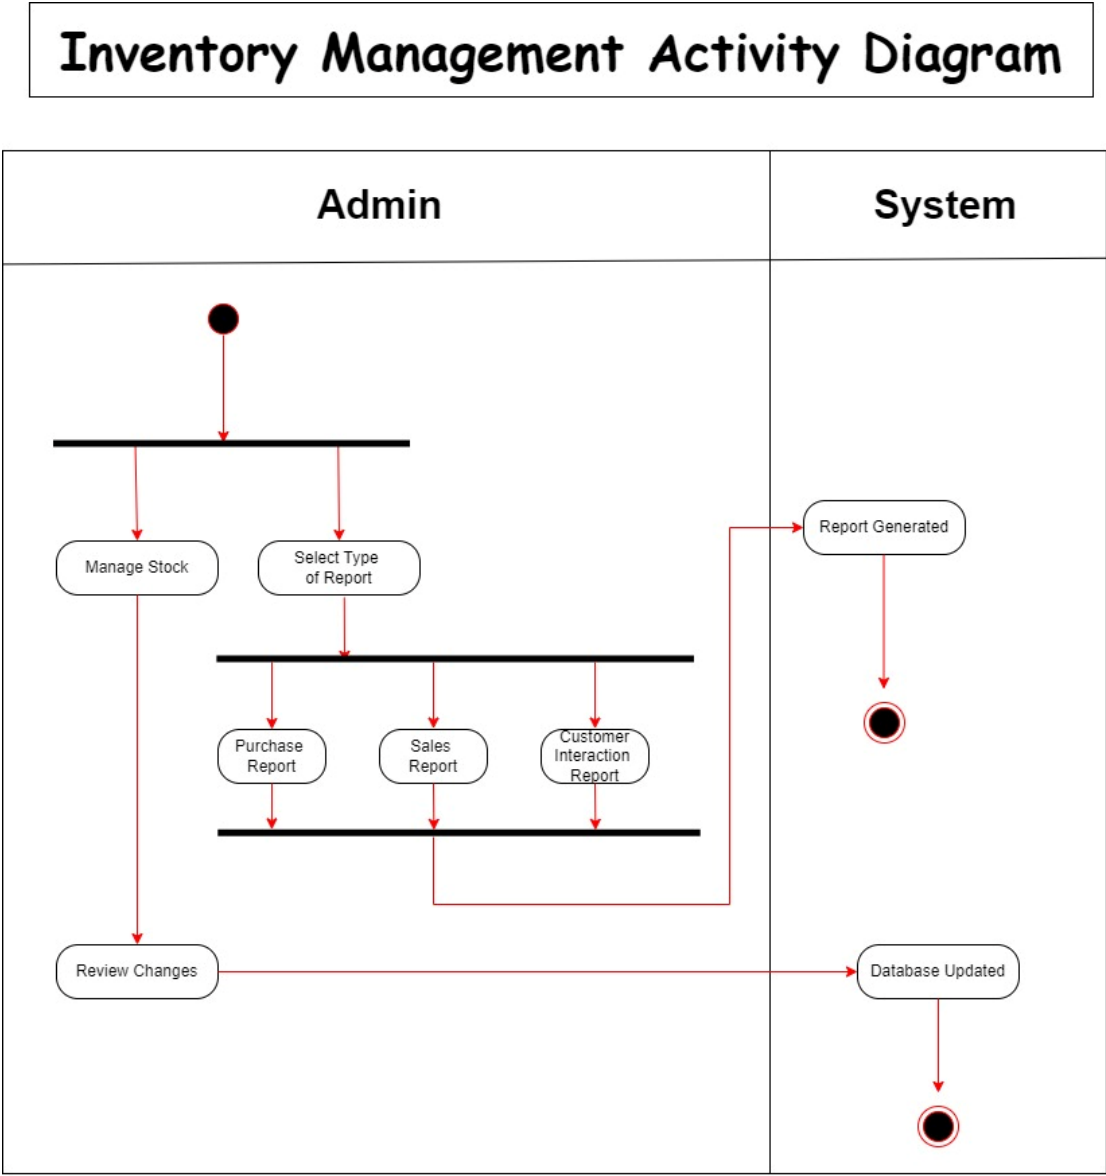 Inventory Management Activity Diagram
Admin
System
Report Generated
Manage Stock
Select Type
of Report
Purchase
Report
Sales
Report
Customer
Interaction
Report
Review Changes
Database Updated